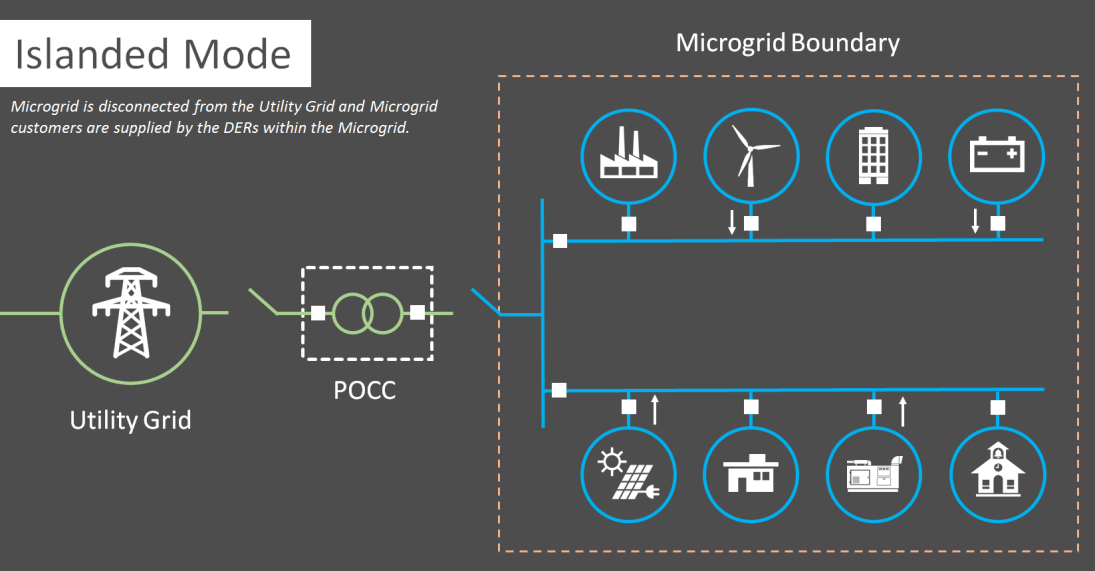 Islanded Mode
Microgrid Boundary
Microgrid is disconnected from the Utility Grid and Microgrid
customers are supplied by the DERs within the Microgrid.
POCC
Utility Grid